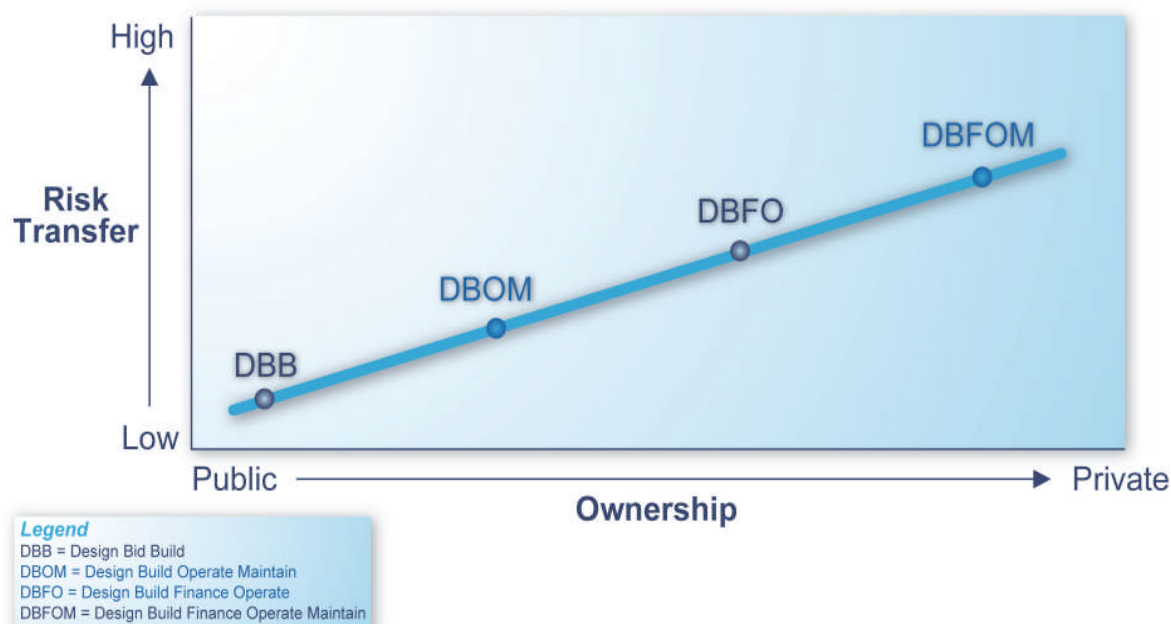 High
DBFOM
Risk
Transfer
DBFO
DBOM
DBB
Low
Public
Private
Ownership
Legend
DBB = Design Bid Build
DBOM = Design Build Operate Maintain
DBFO = Design Build Finance Operate
DBFOM = Design Build Finance Operate Maintain